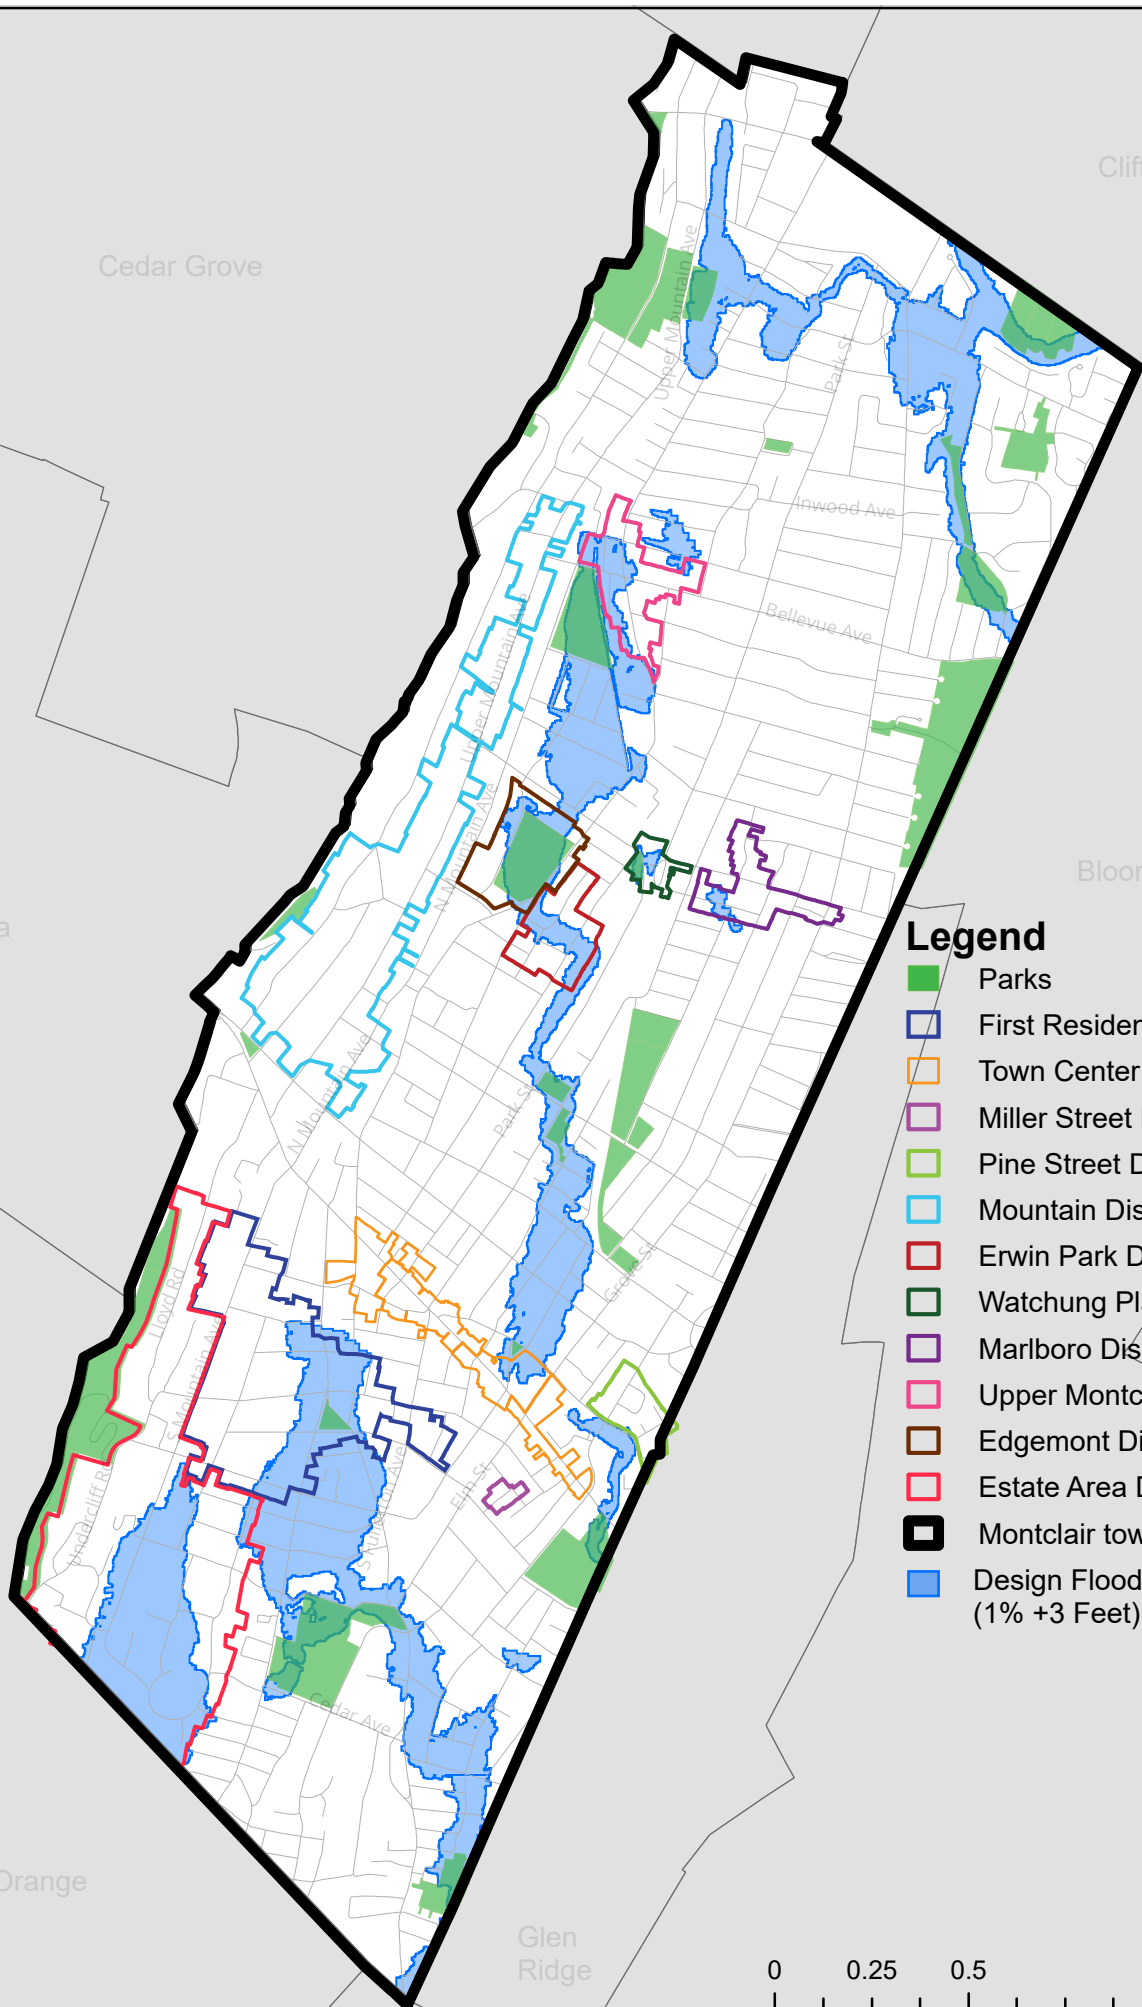 Clif
Cedar Grove
Upper Mountain Ave
Park St
Inwood Ave
Bellevue Ave
Upper Mountain Ave
N Mountain Ave
Bloor
a
Legend
Parks
First Residen
Town Center
Miller Street
Pine Street D
Mountain Dis
Erwin Park D
Watchung Pla
Marlboro Dis
Upper Montc
Edgemont Di
Estate Area D
Montclair tow
Design Flood
(1% +3 Feet)
N Mountain Ave
Park St
Grove St
Lloyd Rd
S Mountain Ave
Undercliff Rd
S Fullerton Ave
Elm St
Cedar Ave
Orange
Glen
Ridge
0 0.25 0.5